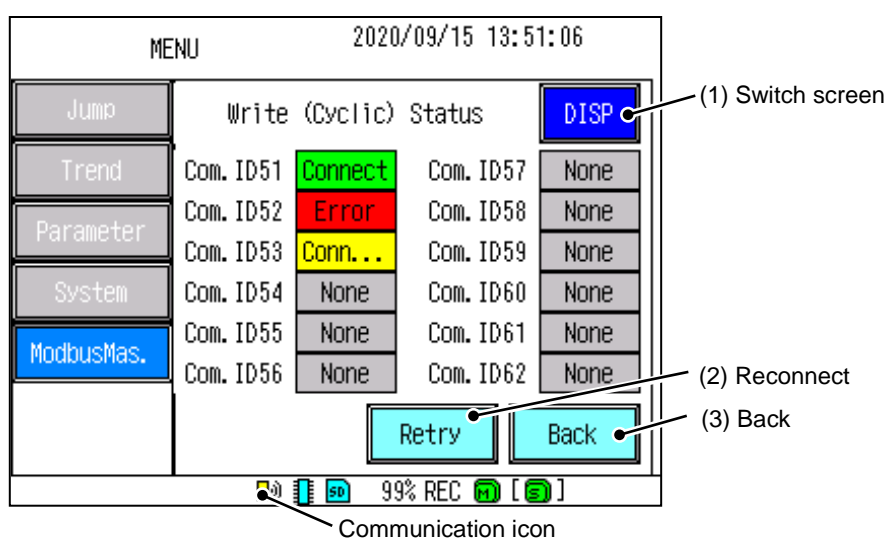 MENU 2020/09/15 13:51:06
Jump Write (Cyclic) Status DISP (1) Switch screen
Trend Com. ID51 Connect Com. ID57 None
Com. ID52 Error Com. ID58 None
Parameter
Com. ID53 Conn... Com. ID59 None
System Com. ID54 None Com. ID60 None
Com. ID55 None Com. ID61 None
ModbusMas.
Com. ID56 None Com. ID62 None
(2) Reconnect
Retry Back (3) Back
SD 99% REC M [S]
Communication icon